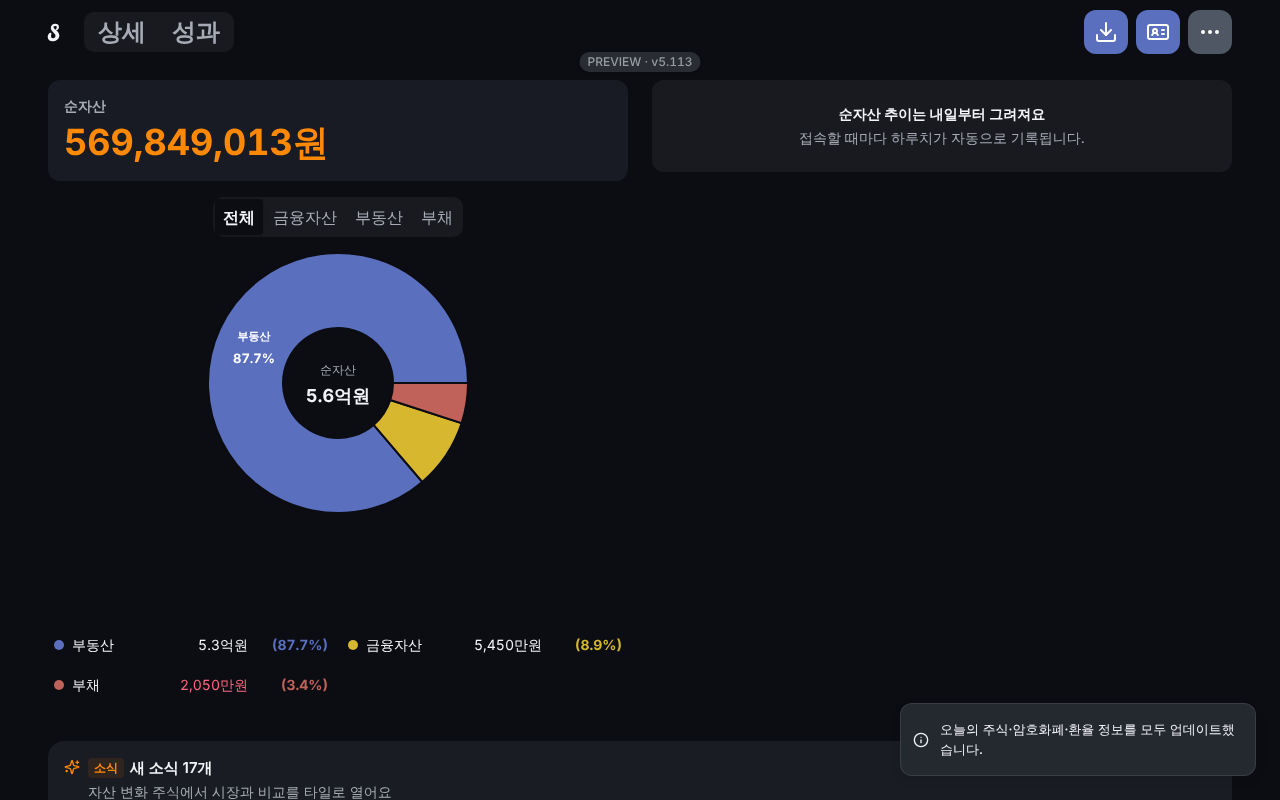 S
상세 성과
PREVIEW · v5.113
순자산
569,849,013원
순자산 추이는 내일부터 그려져요
접속할 때마다 하루치가 자동으로 기록됩니다.
전체 금융자산 부동산 부채
부동산
87.7%
순자산
5.6억원
부동산 5.3억원 (87.7%) 금융자산 5,450만원 (8.9%)
부채 2,050만원 (3.4%)
오늘의 주식·암호화폐·환율 정보를 모두 업데이트했
습니다.
소식 새 소식 17개
자산 변화 주식에서 시장과 비교를 타일로 열어요